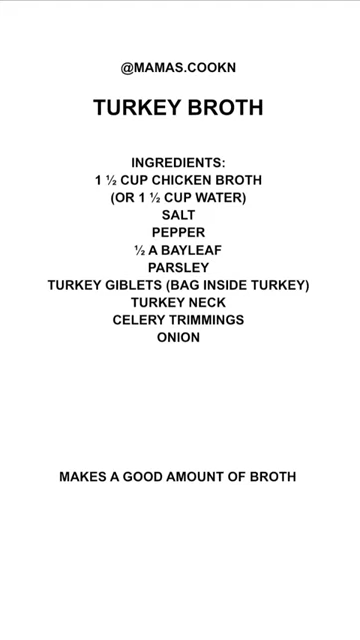 @MAMAS.COOKN
TURKEY BROTH
INGREDIENTS:
1 ½ CUP CHICKEN BROTH
(OR 1 ½ CUP WATER)
SALT
PEPPER
½ A BAYLEAF
PARSLEY
TURKEY GIBLETS (BAG INSIDE TURKEY)
TURKEY NECK
CELERY TRIMMINGS
ONION
MAKES A GOOD AMOUNT OF BROTH